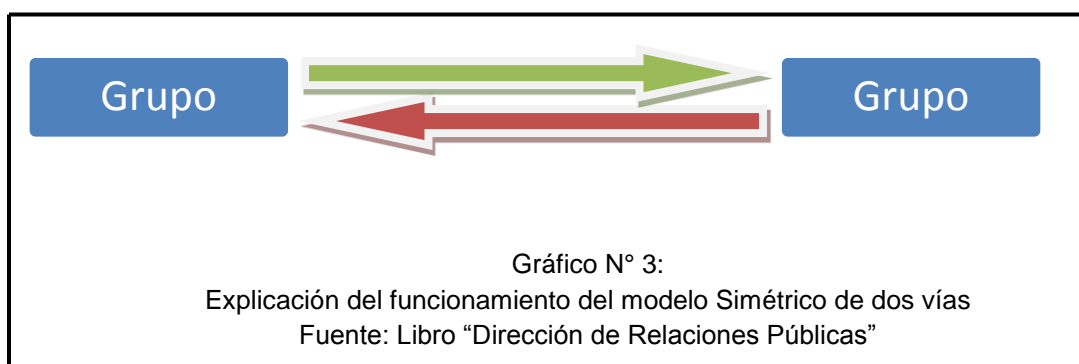 Grupo
Grupo
Gráfico N° 3:
Explicación del funcionamiento del modelo Simétrico de dos vías
Fuente: Libro “Dirección de Relaciones Públicas”